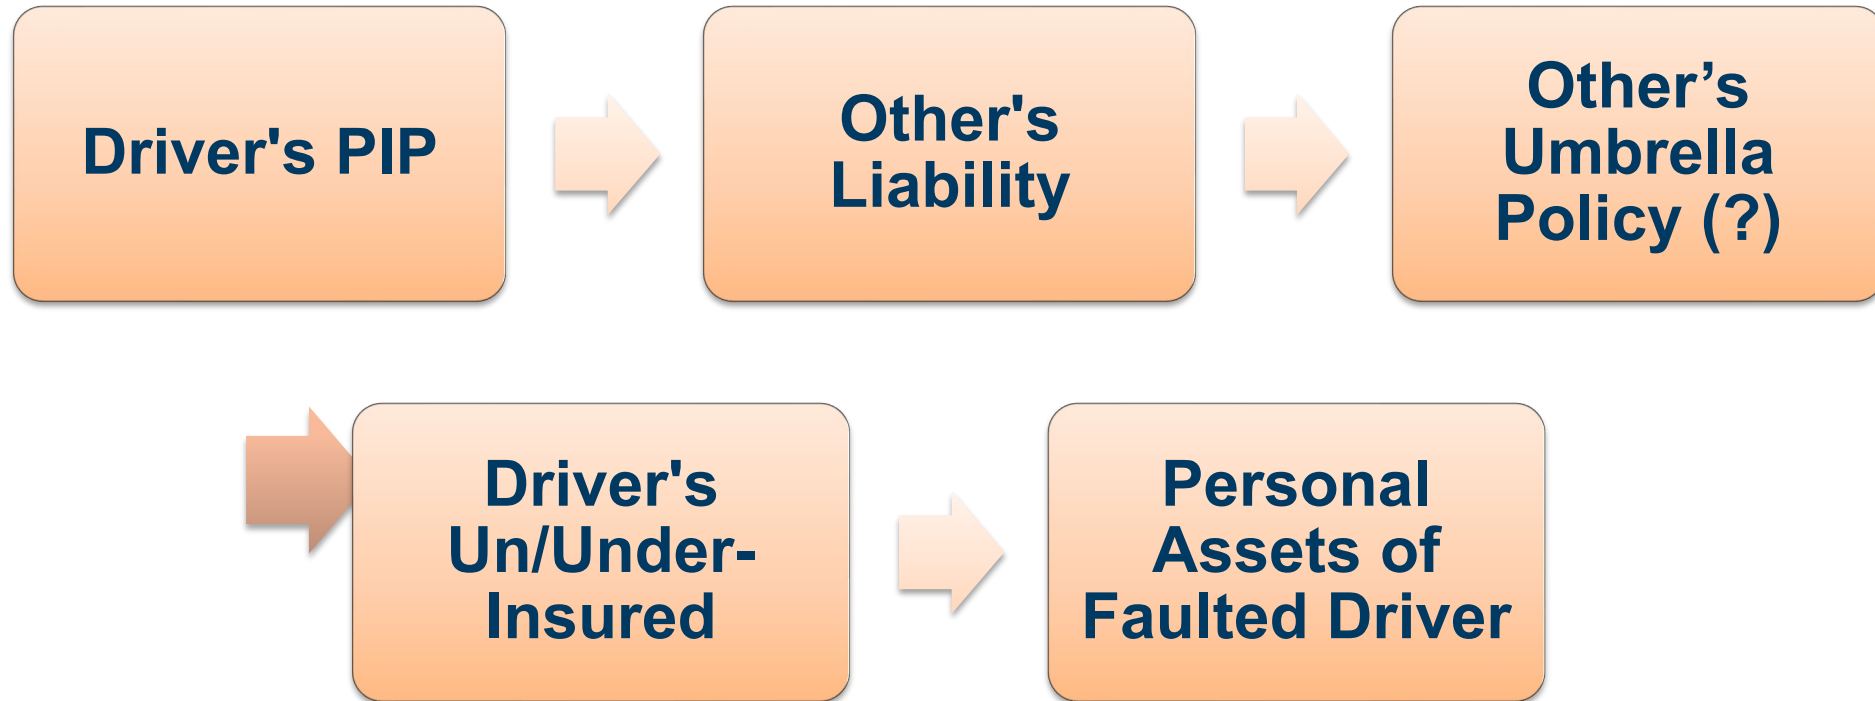 Driver's PIP
Other's
Liability
Other’s
Umbrella
Policy (?)
Driver's
Un/Under-
Insured
Personal
Assets of
Faulted Driver